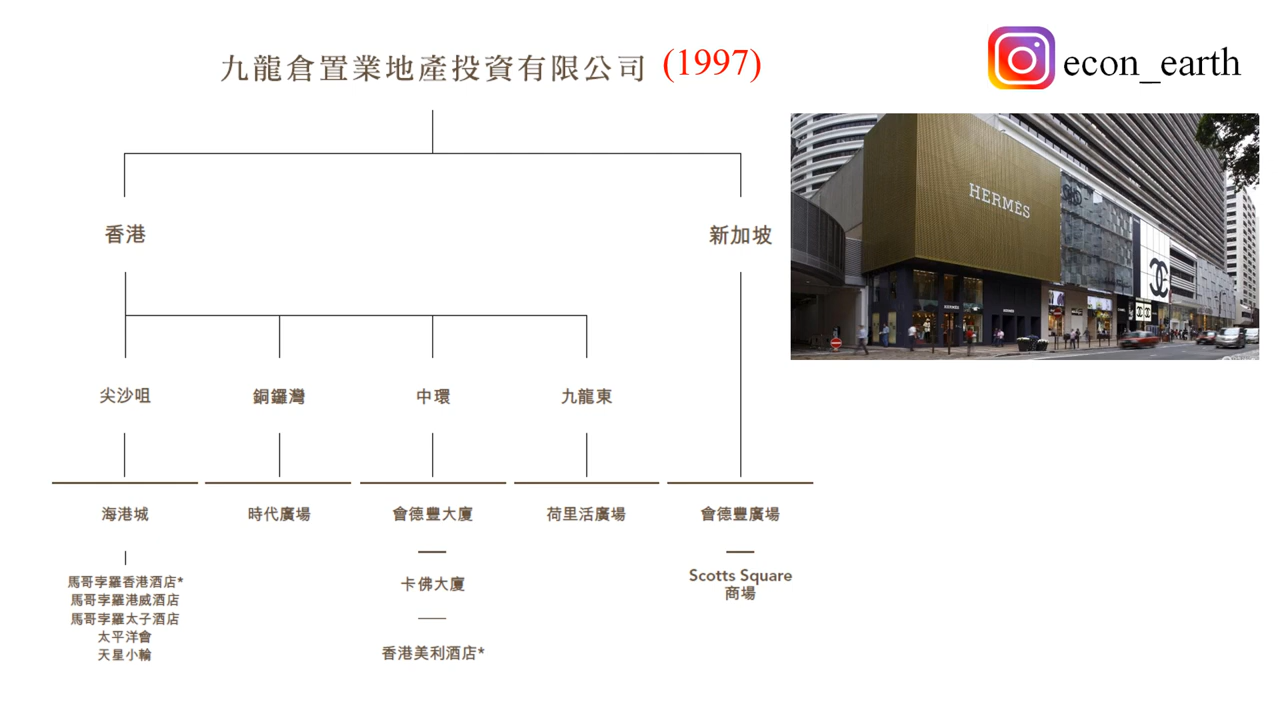 九龍倉置業地產投資有限公司 (1997)
econ_earth
HERMÈS
香港
新加坡
尖沙咀
銅鑼灣
中環
九龍東
海港城
時代廣場
會德豐大廈
荷里活廣場
會德豐廣場
馬哥孛羅香港酒店*
馬哥孛羅港威酒店
馬哥孛羅太子酒店
太平洋會
天星小輪
卡佛大廈
香港美利酒店*
Scotts Square
商場